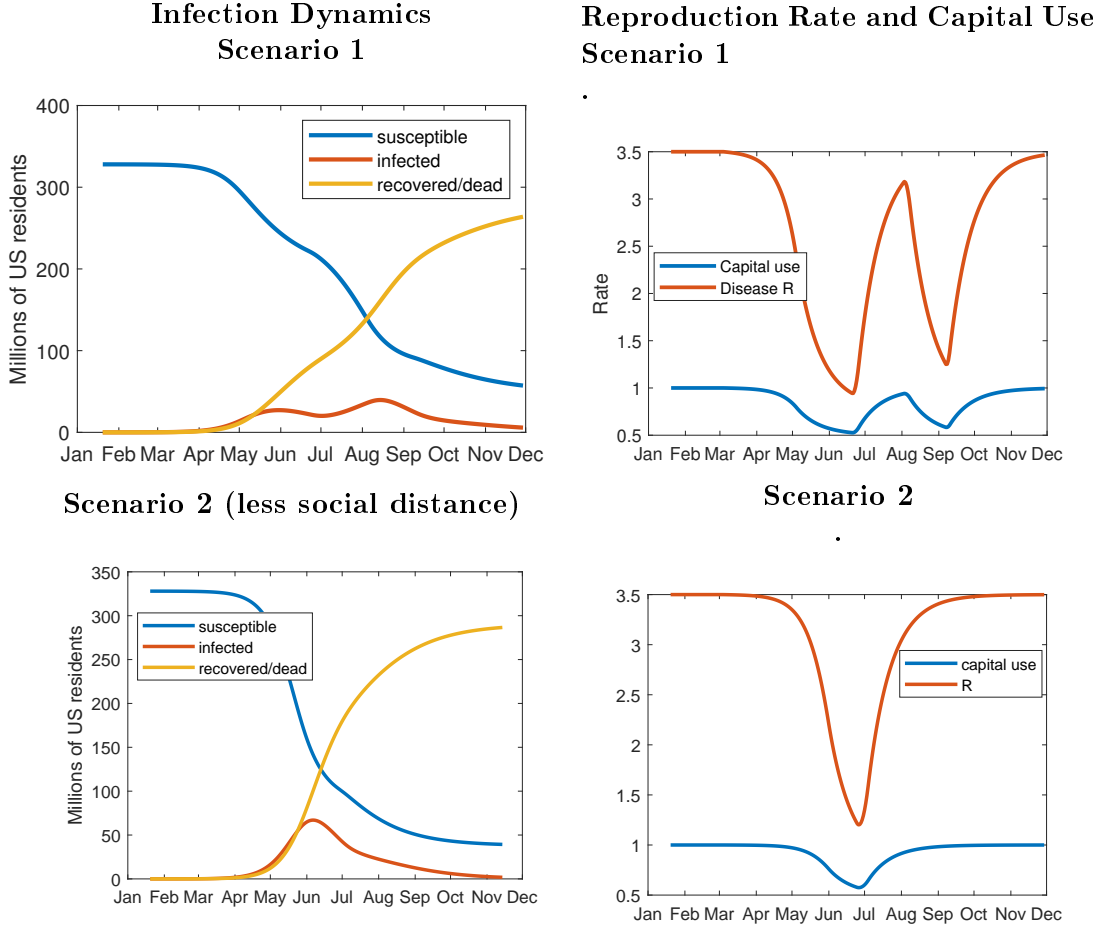 Infection Dynamics
Scenario 1
400
300
200
100
0
Millions of US residents
susceptible
infected
recovered/dead
Jan Feb Mar Apr May Jun Jul Aug Sep Oct Nov Dec
Reproduction Rate and Capital Use
Scenario 1
.
3.5
3
2.5
2
1.5
1
0.5
Rate
Capital use
Disease R
Jan Feb Mar Apr May Jun Jul Aug Sep Oct Nov Dec
Scenario 2 (less social distance)
350
300
250
200
150
100
50
0
Millions of US residents
susceptible
infected
recovered/dead
Jan Feb Mar Apr May Jun Jul Aug Sep Oct Nov Dec
Scenario 2
.
3.5
3
2.5
2
1.5
1
0.5
capital use
R
Jan Feb Mar Apr May Jun Jul Aug Sep Oct Nov Dec